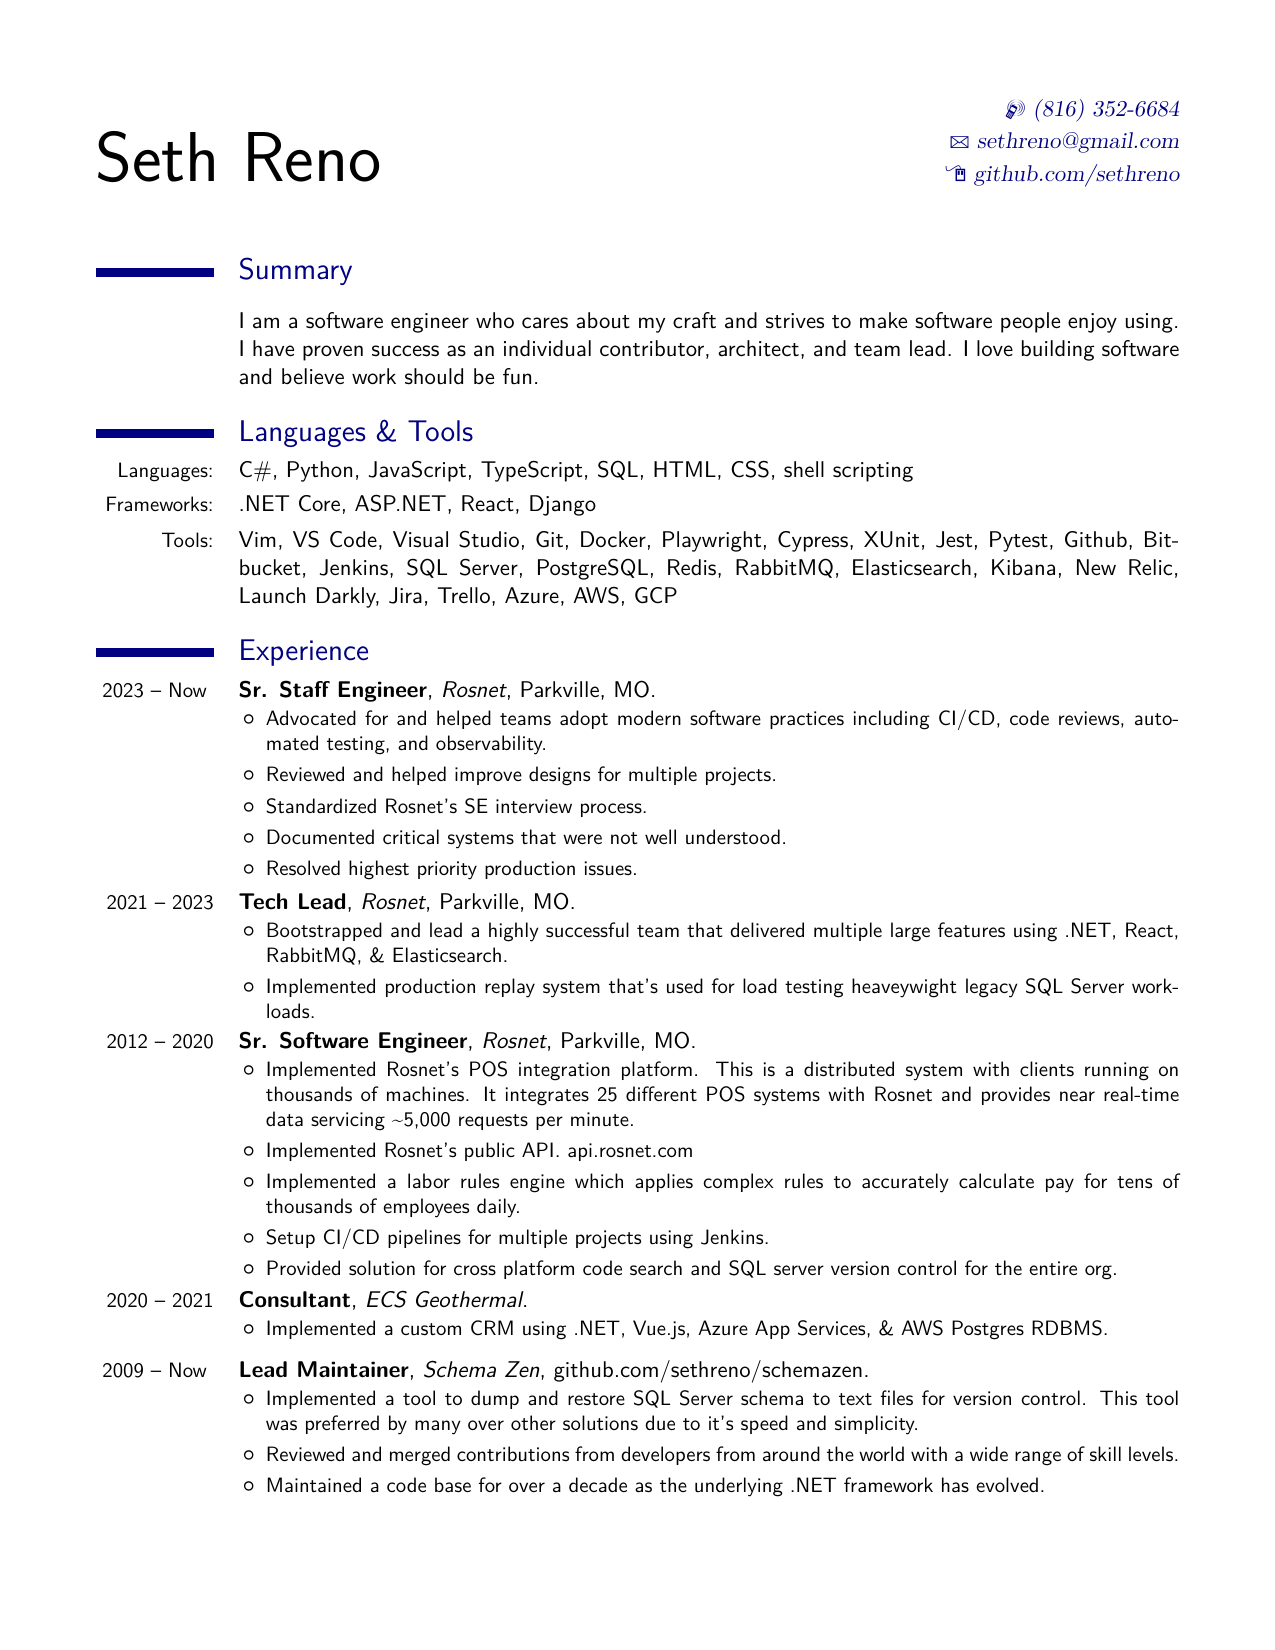 Seth Reno
(816) 352-6684
sethreno@gmail.com
github.com/sethreno
Summary
I am a software engineer who cares about my craft and strives to make software people enjoy using.
I have proven success as an individual contributor, architect, and team lead. I love building software
and believe work should be fun.
Languages & Tools
Languages: C#, Python, JavaScript, TypeScript, SQL, HTML, CSS, shell scripting
Frameworks: .NET Core, ASP.NET, React, Django
Tools: Vim, VS Code, Visual Studio, Git, Docker, Playwright, Cypress, XUnit, Jest, Pytest, Github, Bit-
bucket, Jenkins, SQL Server, PostgreSQL, Redis, RabbitMQ, Elasticsearch, Kibana, New Relic,
Launch Darkly, Jira, Trello, Azure, AWS, GCP
Experience
2023 – Now Sr. Staff Engineer, Rosnet, Parkville, MO.
Advocated for and helped teams adopt modern software practices including CI/CD, code reviews, auto-
mated testing, and observability.
Reviewed and helped improve designs for multiple projects.
Standardized Rosnet's SE interview process.
Documented critical systems that were not well understood.
Resolved highest priority production issues.
2021 – 2023 Tech Lead, Rosnet, Parkville, MO.
Bootstrapped and lead a highly successful team that delivered multiple large features using .NET, React,
RabbitMQ, & Elasticsearch.
Implemented production replay system that's used for load testing heaveywight legacy SQL Server work-
loads.
2012 – 2020 Sr. Software Engineer, Rosnet, Parkville, MO.
Implemented Rosnet's POS integration platform. This is a distributed system with clients running on
thousands of machines. It integrates 25 different POS systems with Rosnet and provides near real-time
data servicing ~5,000 requests per minute.
Implemented Rosnet's public API. api.rosnet.com
Implemented a labor rules engine which applies complex rules to accurately calculate pay for tens of
thousands of employees daily.
Setup CI/CD pipelines for multiple projects using Jenkins.
Provided solution for cross platform code search and SQL server version control for the entire org.
2020 – 2021 Consultant, ECS Geothermal.
Implemented a custom CRM using .NET, Vue.js, Azure App Services, & AWS Postgres RDBMS.
2009 – Now Lead Maintainer, Schema Zen, github.com/sethreno/schemazen.
Implemented a tool to dump and restore SQL Server schema to text files for version control. This tool
was preferred by many over other solutions due to it's speed and simplicity.
Reviewed and merged contributions from developers from around the world with a wide range of skill levels.
Maintained a code base for over a decade as the underlying .NET framework has evolved.